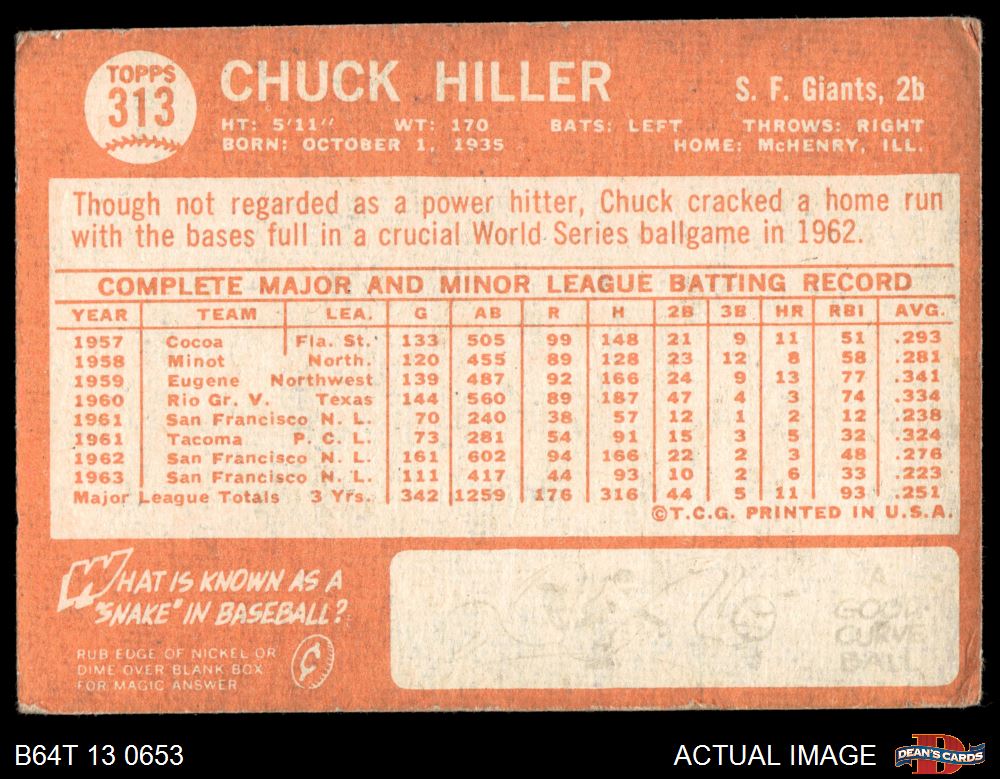 TOPPS
313
CHUCK HILLER
S. F. Giants, 2b
HT: 5'11" WT: 170 BATS: LEFT THROWS: RIGHT
BORN: OCTOBER 1, 1935 HOME: McHENRY, ILL.
Though not regarded as a power hitter, Chuck cracked a home run
with the bases full in a crucial World Series ballgame in 1962.
COMPLETE MAJOR AND MINOR LEAGUE BATTING RECORD
YEAR TEAM LEA. G AB R H 2B 3B HR RBI AVG.
1957 Cocoa Fla. St. 133 505 99 148 21 9 11 51 .293
1958 Minot North. 120 455 89 128 23 12 8 58 .281
1959 Eugene Northwest 139 487 92 166 24 9 13 77 .341
1960 Rio Gr. V. Texas 144 560 89 187 47 4 3 74 .334
1961 San Francisco N. L. 70 240 38 57 12 1 2 12 .238
1961 Tacoma P. C. L. 73 281 54 91 15 3 5 32 .324
1962 San Francisco N. L. 161 602 94 166 22 2 3 48 .276
1963 San Francisco N. L. 111 417 44 93 10 2 6 33 .223
Major League Totals 3 Yrs. 342 1259 176 316 44 5 11 93 .251
©T.C.G. PRINTED IN U.S.A.
WHAT IS KNOWN AS A
"SNAKE" IN BASEBALL?
RUB EDGE OF NICKEL OR
DIME OVER BLANK BOX
FOR MAGIC ANSWER
A
GOOD
CURVE
BALL
B64T 13 0653
ACTUAL IMAGE
DEAN'S CARDS